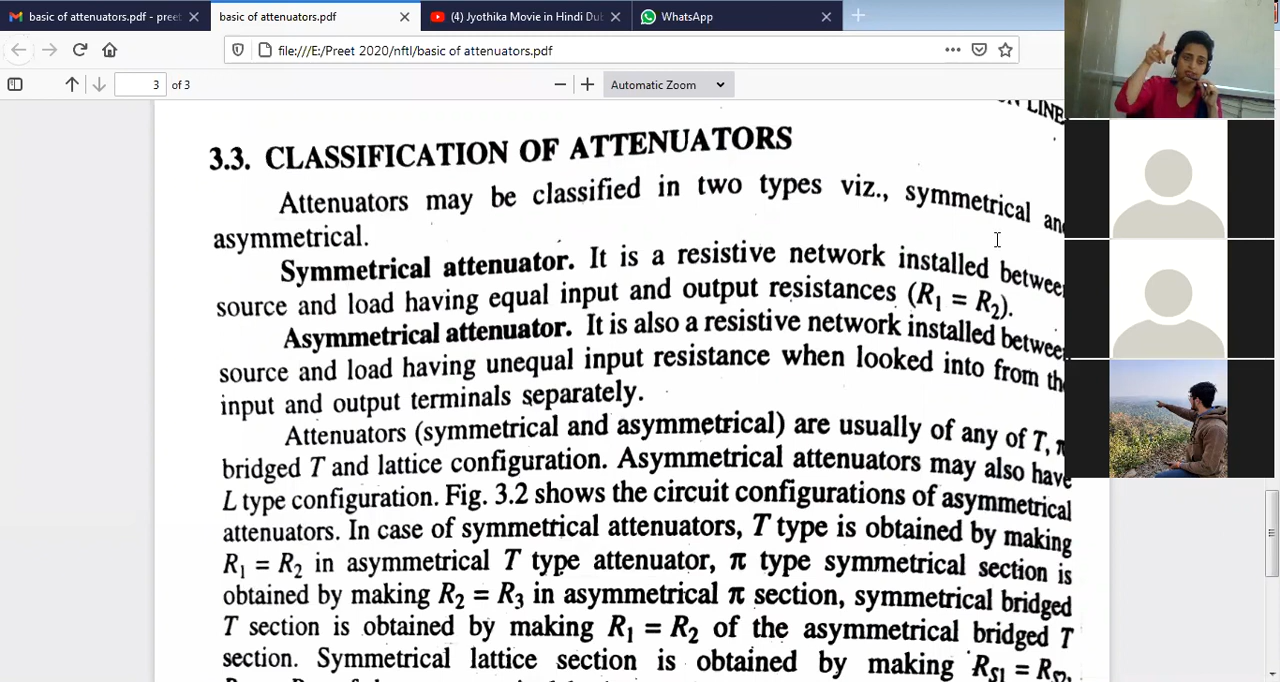 basic of attenuators.pdf - preet
basic of attenuators.pdf
(4) Jyothika Movie in Hindi Dub
WhatsApp
file:///E:/Preet 2020/nftl/basic of attenuators.pdf
3 of 3
Automatic Zoom
LINE
3.3. CLASSIFICATION OF ATTENUATORS
Attenuators may be classified in two types viz., symmetrical an
asymmetrical.
Symmetrical attenuator. It is a resistive network installed betwee
source and load having equal input and output resistances (R₁ = R₂).
Asymmetrical attenuator. It is also a resistive network installed betwee
source and load having unequal input resistance when looked into from th
input and output terminals separately.
Attenuators (symmetrical and asymmetrical) are usually of any of T, π
bridged T and lattice configuration. Asymmetrical attenuators may also have
L type configuration. Fig. 3.2 shows the circuit configurations of asymmetrical
attenuators. In case of symmetrical attenuators, T type is obtained by making
R₁ = R₂ in asymmetrical T type attenuator, π type symmetrical section is
obtained by making R₂ = R₃ in asymmetrical π section, symmetrical bridged
T section is obtained by making R₁ = R₂ of the asymmetrical bridged T
section. Symmetrical lattice section is obtained by making R_S1 = R_S2,